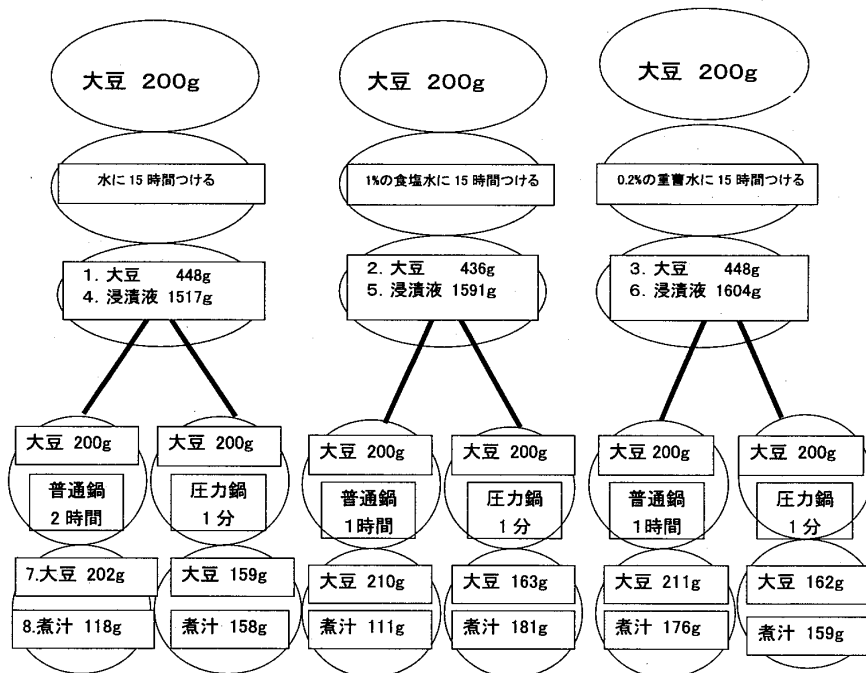 大豆 200g
大豆 200g
大豆 200g
水に15時間つける
1%の食塩水に15時間つける
0.2%の重曹水に15時間つける
1. 大豆 448g
4. 浸漬液 1517g
2. 大豆 436g
5. 浸漬液 1591g
3. 大豆 448g
6. 浸漬液 1604g
大豆 200g
大豆 200g
大豆 200g
大豆 200g
大豆 200g
大豆 200g
普通鍋
2時間
圧力鍋
1分
普通鍋
1時間
圧力鍋
1分
普通鍋
1時間
圧力鍋
1分
7.大豆 202g
大豆 159g
大豆 210g
大豆 163g
大豆 211g
大豆 162g
8.煮汁 118g
煮汁 158g
煮汁 111g
煮汁 181g
煮汁 176g
煮汁 159g